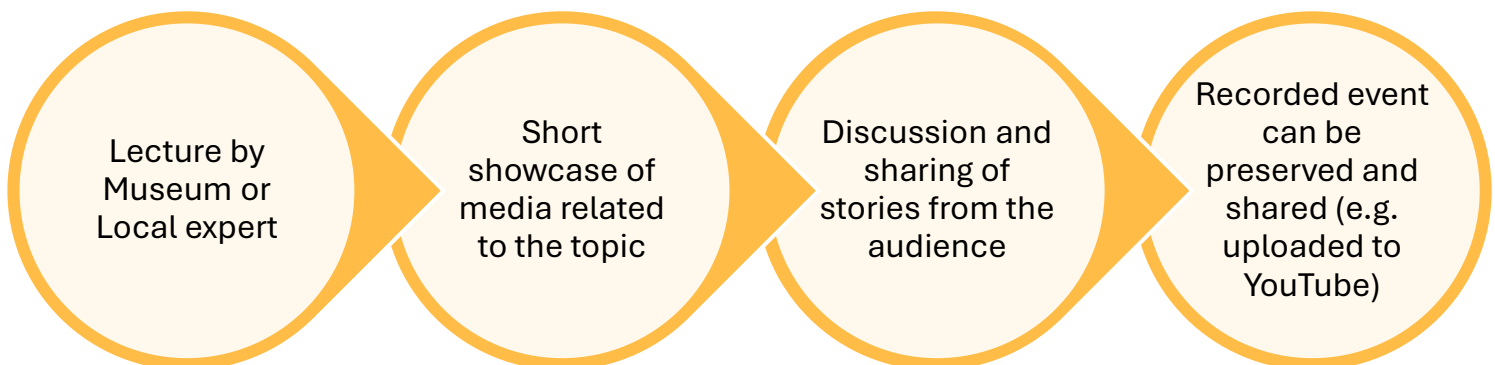 Lecture by
Museum or
Local expert
Short
showcase of
media related
to the topic
Discussion and
sharing of
stories from the
audience
Recorded event
can be
preserved and
shared (e.g.
uploaded to
YouTube)